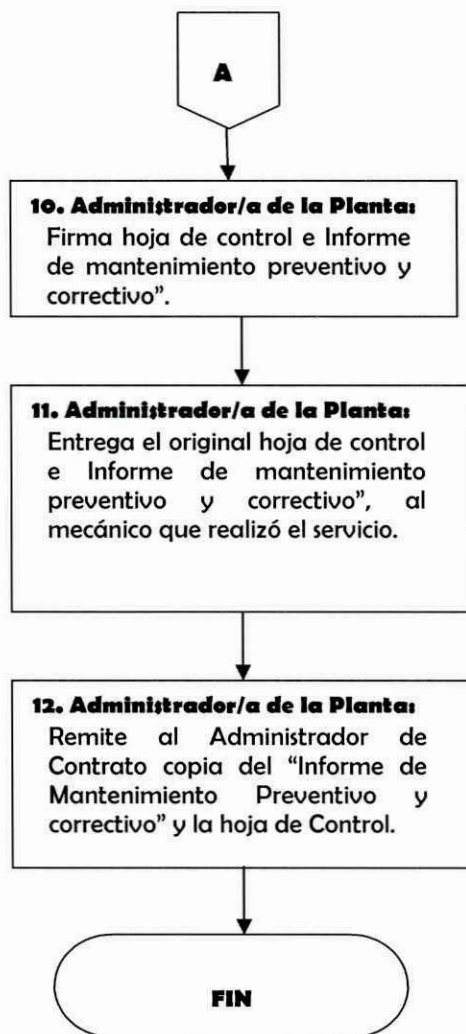 A
10. Administrador/a de la Planta:
Firma hoja de control e Informe
de mantenimiento preventivo y
correctivo”.
11. Administrador/a de la Planta:
Entrega el original hoja de control
e Informe de mantenimiento
preventivo y correctivo”, al
mecánico que realizó el servicio.
12. Administrador/a de la Planta:
Remite al Administrador de
Contrato copia del “Informe de
Mantenimiento Preventivo y
correctivo” y la hoja de Control.
FIN